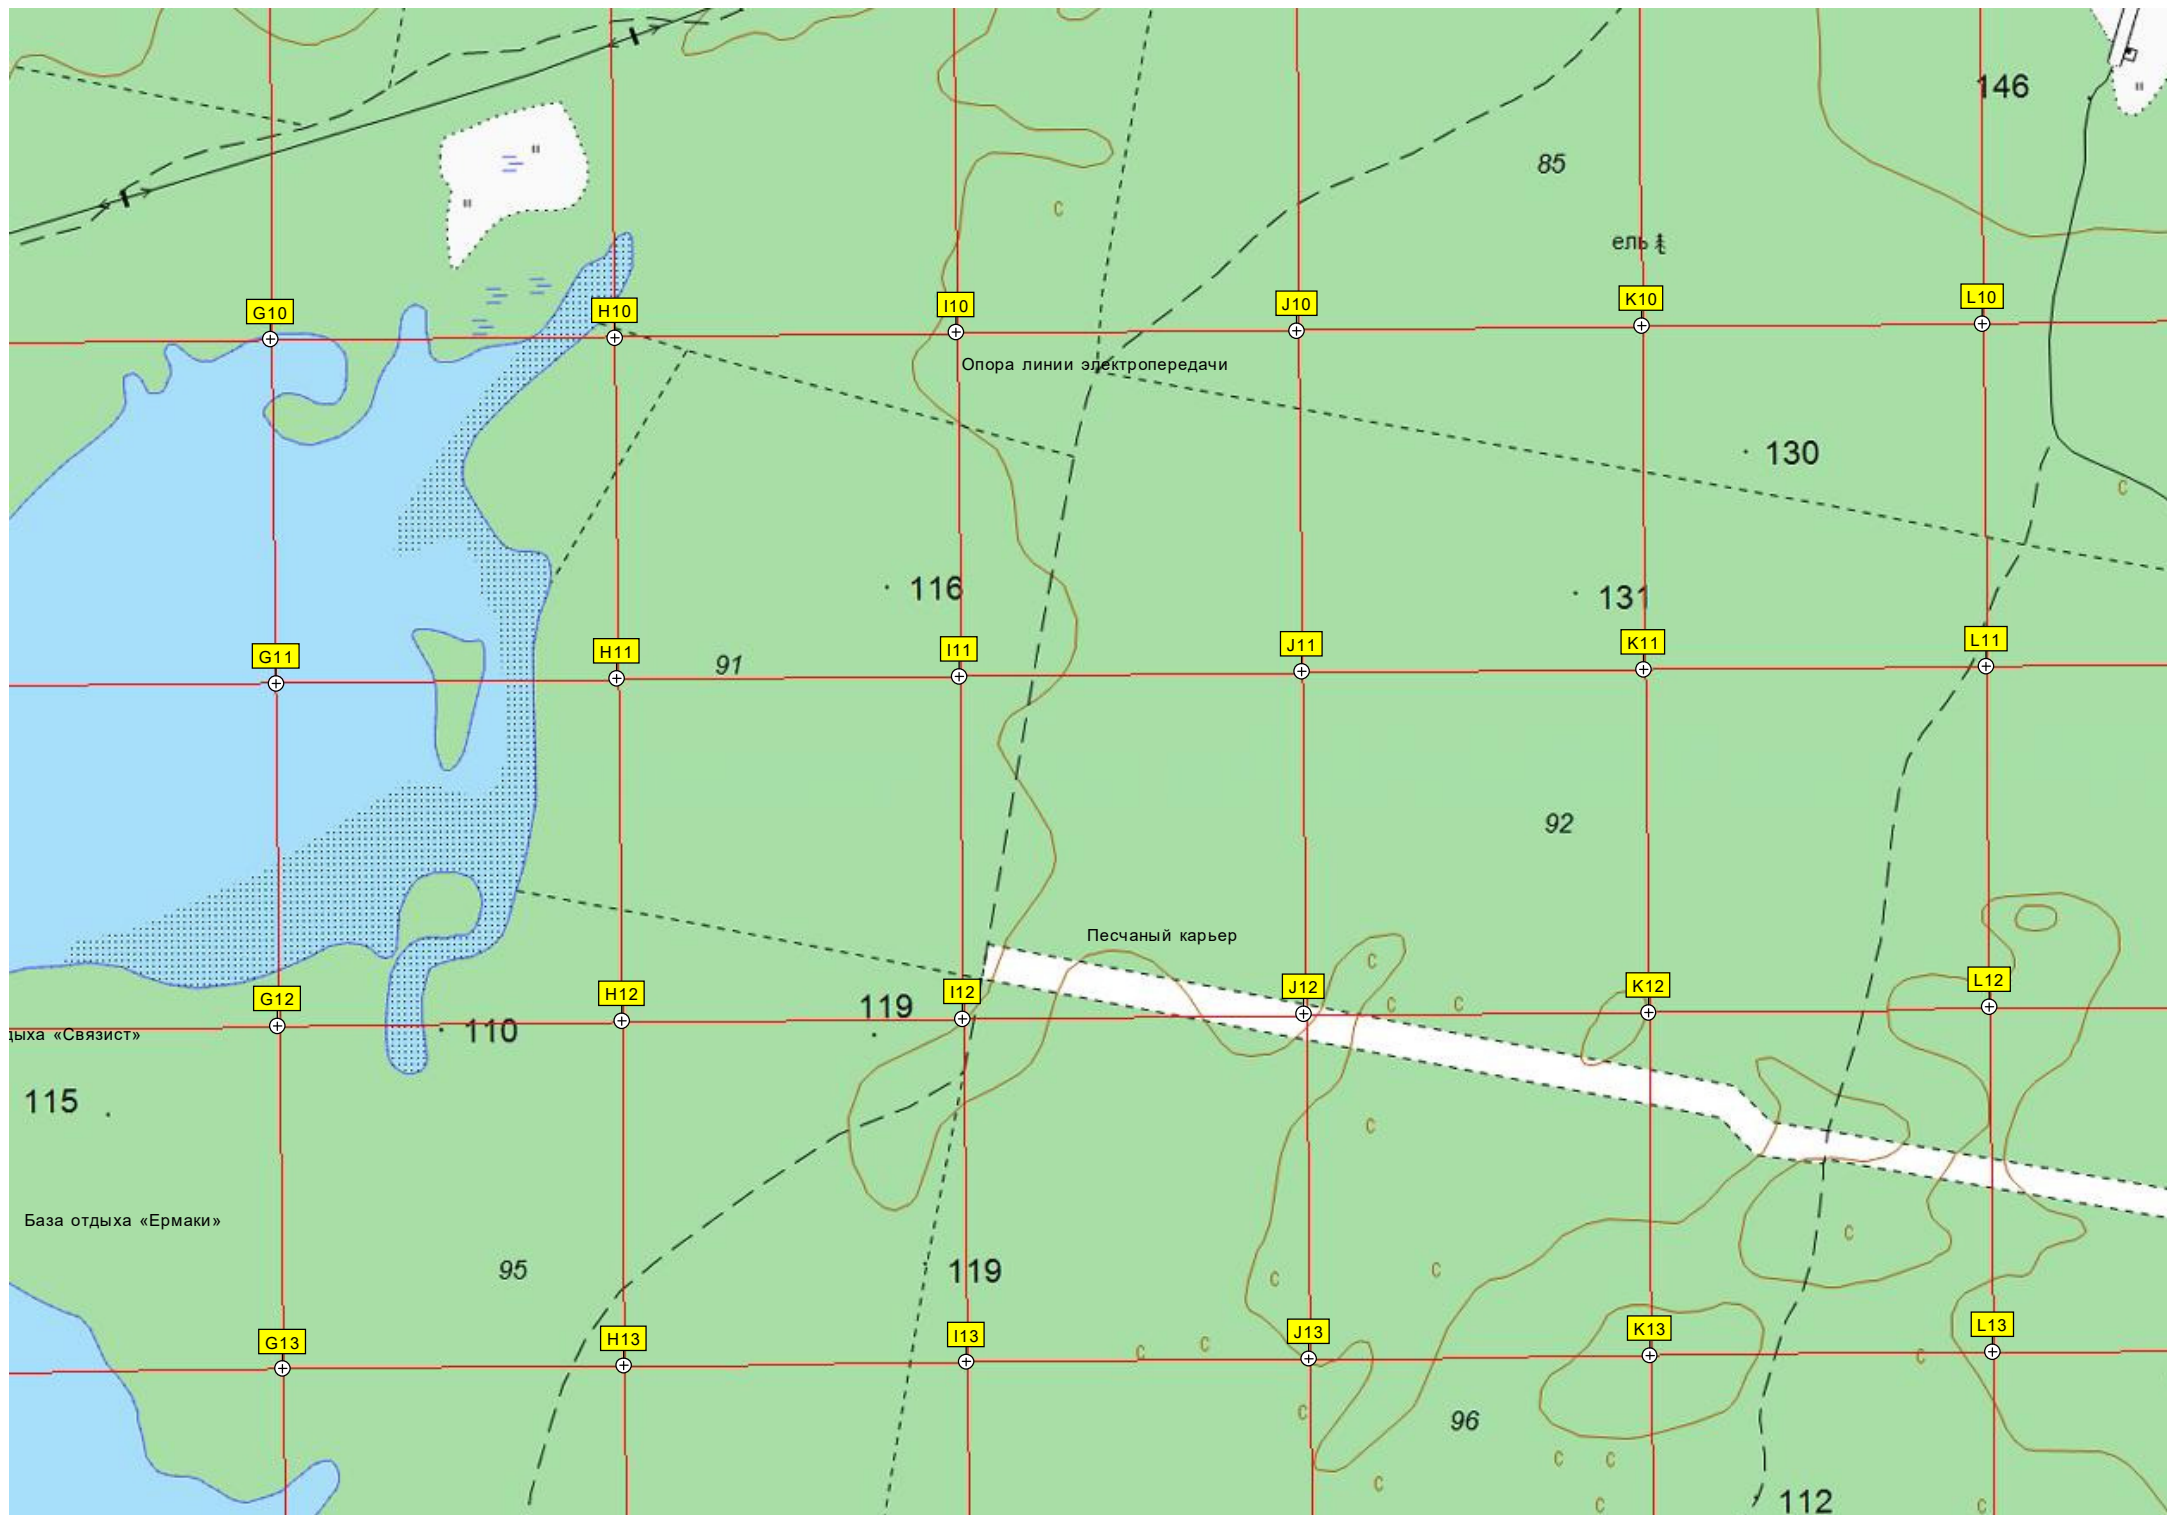 146
85
ель
G10 H10 I10 J10 K10 L10
Опора линии электропередачи
130
С
116
131
G11 H11 I11 J11 K11 L11
91
92
Песчаный карьер
G12 H12 I12 J12 K12 L12
119
дыха «Связист»
110
115
База отдыха «Ермаки»
95
119
G13 H13 I13 J13 K13 L13
96
112